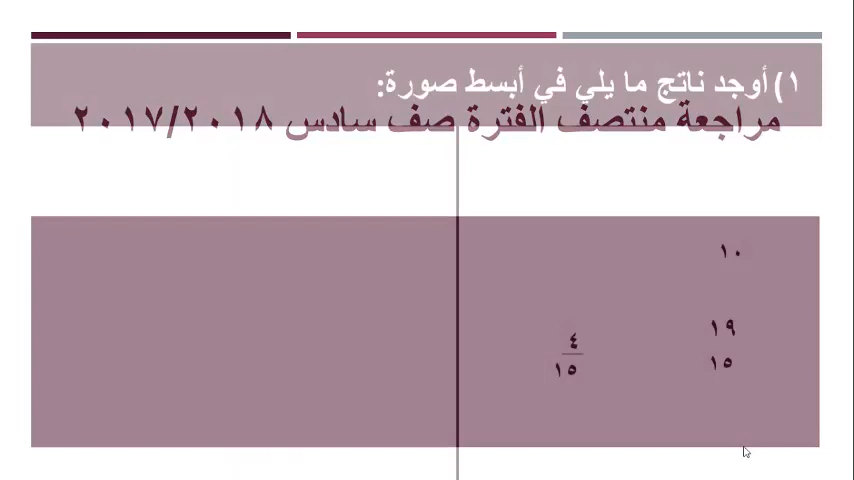 ١) أوجد ناتج ما يلي في أبسط صورة:
مراجعة منتصف الفترة صف سادس ٢٠١٧/٢٠١٨
١٠
١٩
٤
١٥
١٥